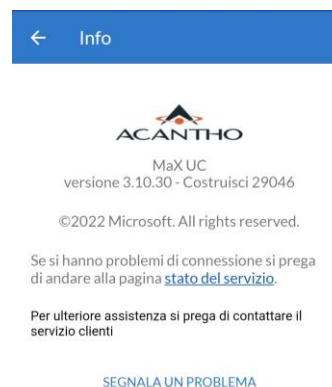 Info
ACANTHO
MaX UC
versione 3.10.30 - Costruisci 29046
©2022 Microsoft. All rights reserved.
Se si hanno problemi di connessione si prega
di andare alla pagina stato del servizio.
Per ulteriore assistenza si prega di contattare il
servizio clienti
SEGNALA UN PROBLEMA